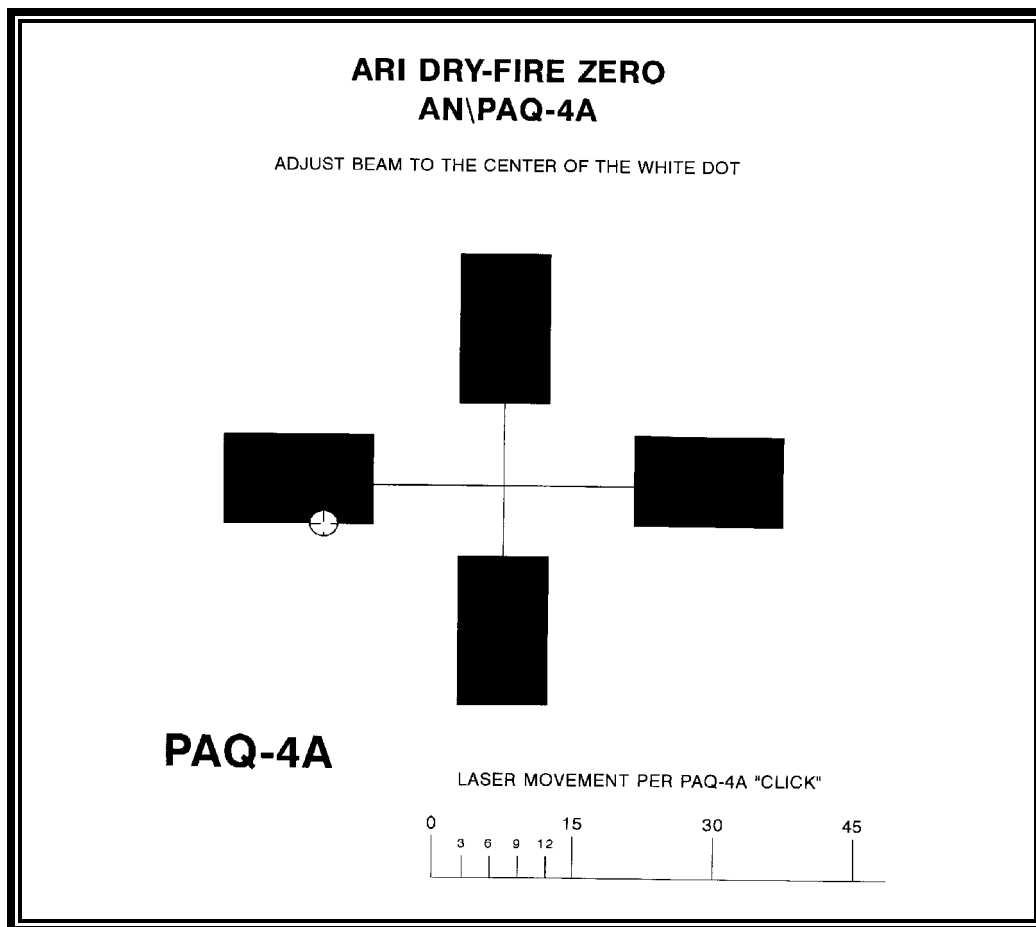 ARI DRY-FIRE ZERO
AN\PAQ-4A
ADJUST BEAM TO THE CENTER OF THE WHITE DOT
PAQ-4A
LASER MOVEMENT PER PAQ-4A "CLICK"
0 3 6 9 12 15 30 45